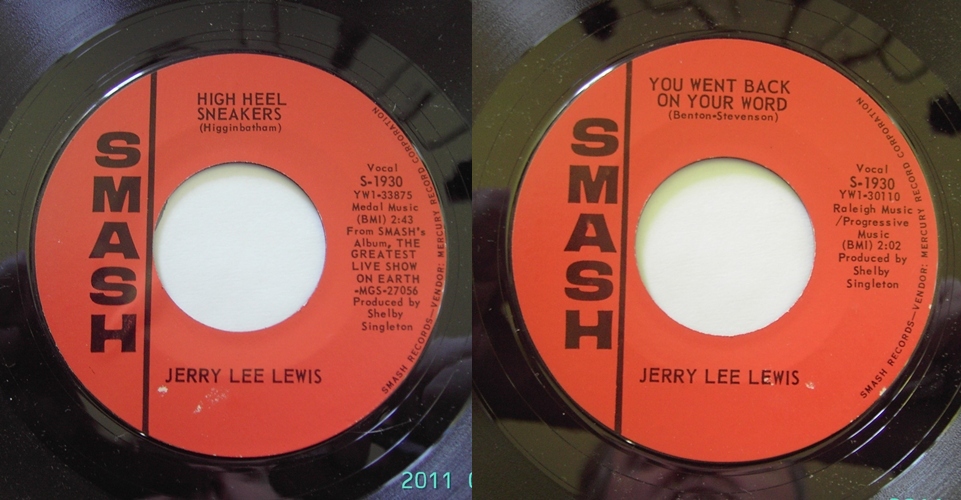 HIGH HEEL
SNEAKERS
(Higginbatham)
SMASH
Vocal
S-1930
YW1-33875
Medal Music
(BMI) 2:43
From SMASH's
Album, THE
GREATEST
LIVE SHOW
ON EARTH
-MGS-27056
Produced by
Shelby
Singleton
SMASH RECORDS—VENDOR: MERCURY RECORD CORPORATION
JERRY LEE LEWIS
2011
YOU WENT BACK
ON YOUR WORD
(Benton-Stevenson)
SMASH
Vocal
S-1930
YW1-30110
Raleigh Music
/Progressive
Music
(BMI) 2:02
Produced by
Shelby
Singleton
SMASH RECORDS—VENDOR: MERCURY RECORD CORPORATION
JERRY LEE LEWIS